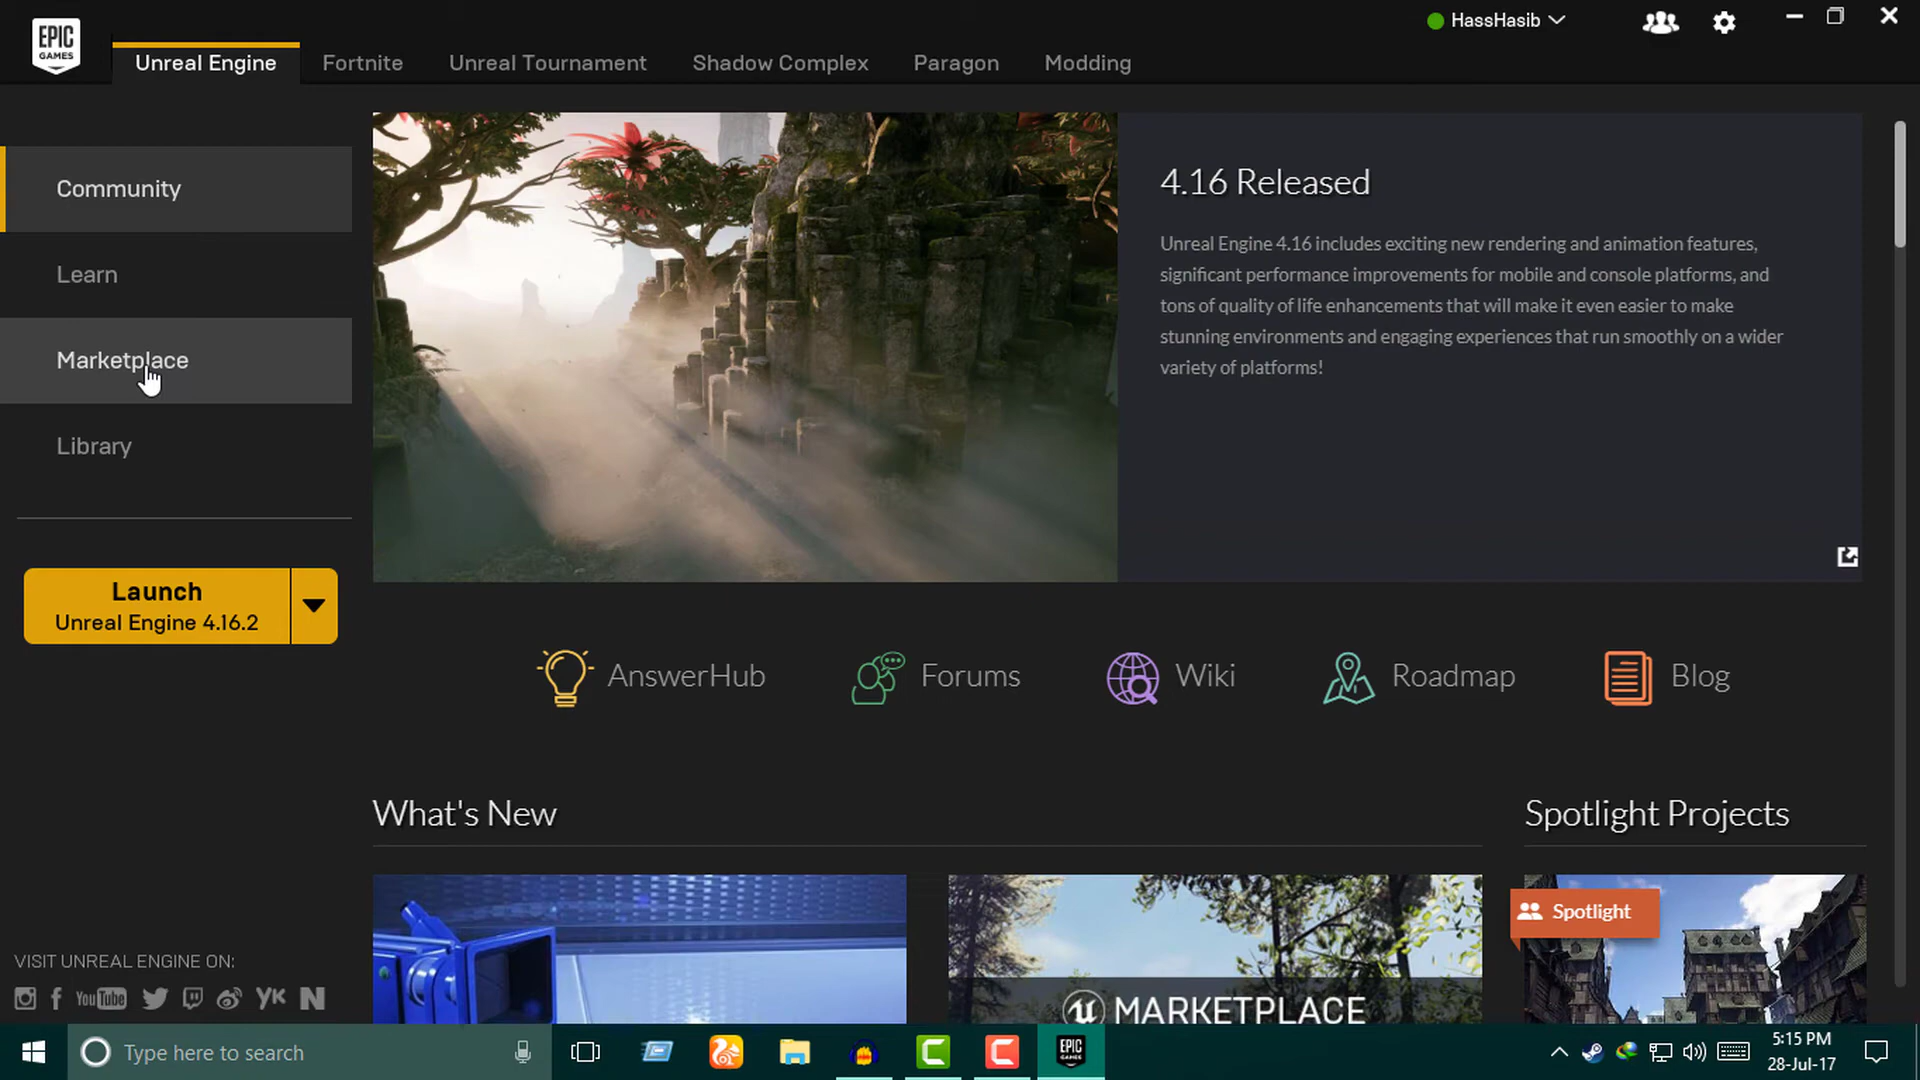 EPIC
GAMES
HassHasib
Unreal Engine
Fortnite
Unreal Tournament
Shadow Complex
Paragon
Modding
Community
Learn
Marketplace
Library
Launch
Unreal Engine 4.16.2
4.16 Released
Unreal Engine 4.16 includes exciting new rendering and animation features,
significant performance improvements for mobile and console platforms, and
tons of quality of life enhancements that will make it even easier to make
stunning environments and engaging experiences that run smoothly on a wider
variety of platforms!
AnswerHub
Forums
Wiki
Roadmap
Blog
What's New
Spotlight Projects
Spotlight
MARKETPLACE
VISIT UNREAL ENGINE ON:
You Tube
Type here to search
EPIC
GAMES
5:15 PM
28-Jul-17